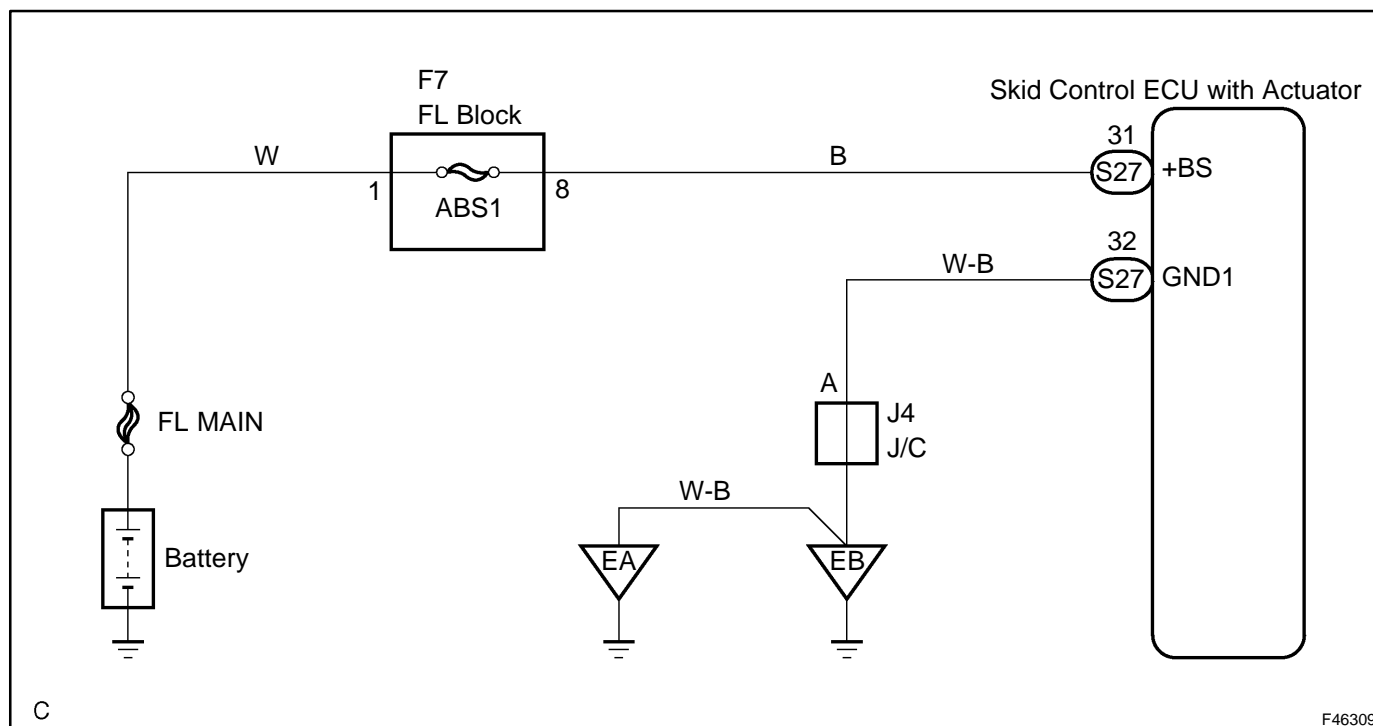 F7
FL Block
Skid Control ECU with Actuator
W
B
31
1
ABS1
8
S27
+BS
32
W-B
S27
GND1
A
FL MAIN
J4
J/C
W-B
Battery
EA
EB
C
F46309